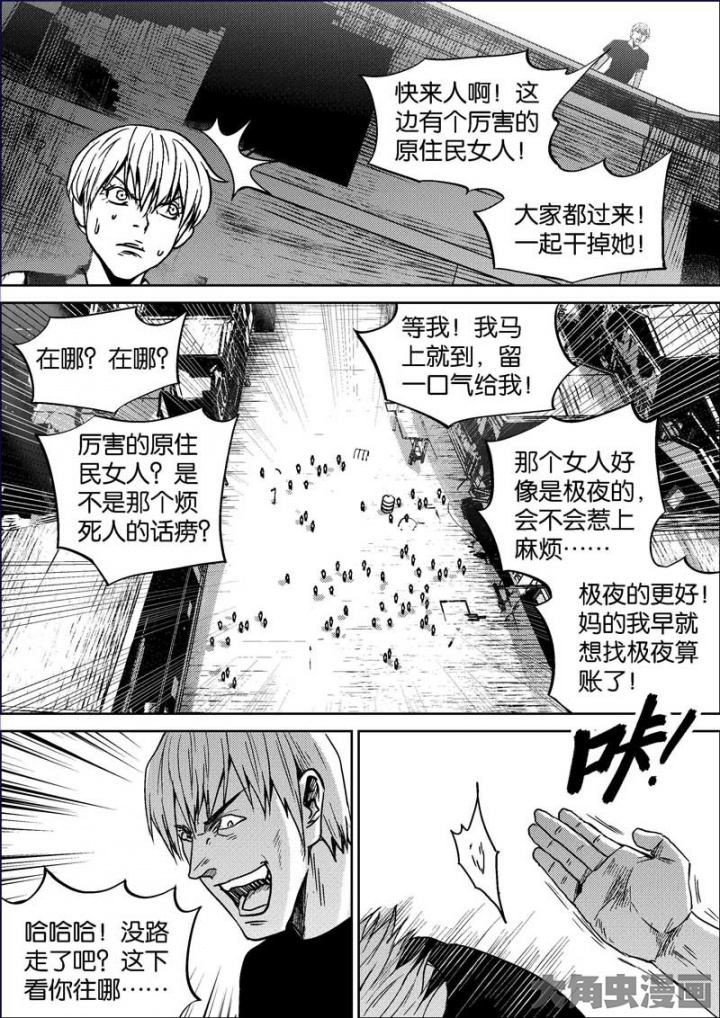 快来人啊！这
边有个厉害的
原住民女人！
大家都过来！
一起干掉她！
在哪？在哪？
等我！我马
上就到，留
一口气给我！
厉害的原住
民女人？是
不是那个烦
死人的话痨？
那个女人好
像是极夜的，
会不会惹上
麻烦……
极夜的更好！
妈的我早就
想找极夜算
账了！
哈哈哈！没路
走了吧？这下
看你往哪……
咔！
大角虫漫画